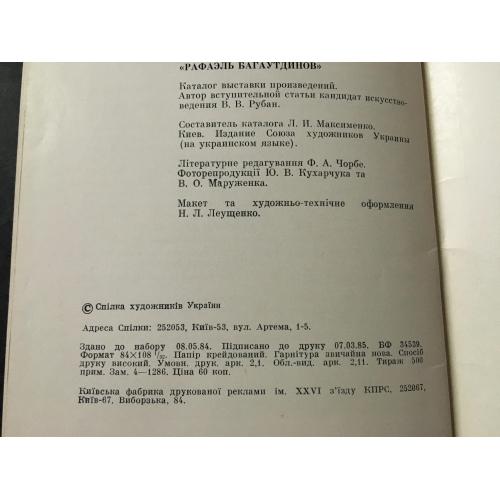 «РАФАЭЛЬ БАГАУТДИНОВ»
Каталог выставки произведений.
Автор вступительной статьи кандидат искусство-
ведения В. В. Рубан.
Составитель каталога Л. И. Максименко.
Киев. Издание Союза художников Украины
(на украинском языке).
Літературне редагування Ф. А. Чорбе.
Фоторепродукції Ю. В. Кухарчука та
В. О. Маруженка.
Макет та художньо-технічне оформлення
Н. Л. Леущенко.
© Спілка художників України
Адреса Спілки: 252053, Київ-53, вул. Артема, 1-5.
Здано до набору 08.05.84. Підписано до друку 07.03.85. БФ 34539.
Формат 84×108 1/32. Папір крейдований. Гарнітура звичайна нова. Спосіб
друку високий. Умовн. друк. арк. 2,1. Обл.-вид. арк. 2,11. Тираж 500
прим. Зам. 4—1286. Ціна 60 коп.
Київська фабрика друкованої реклами ім. XXVI з'їзду КПРС. 252067,
Київ-67, Виборзька, 84.